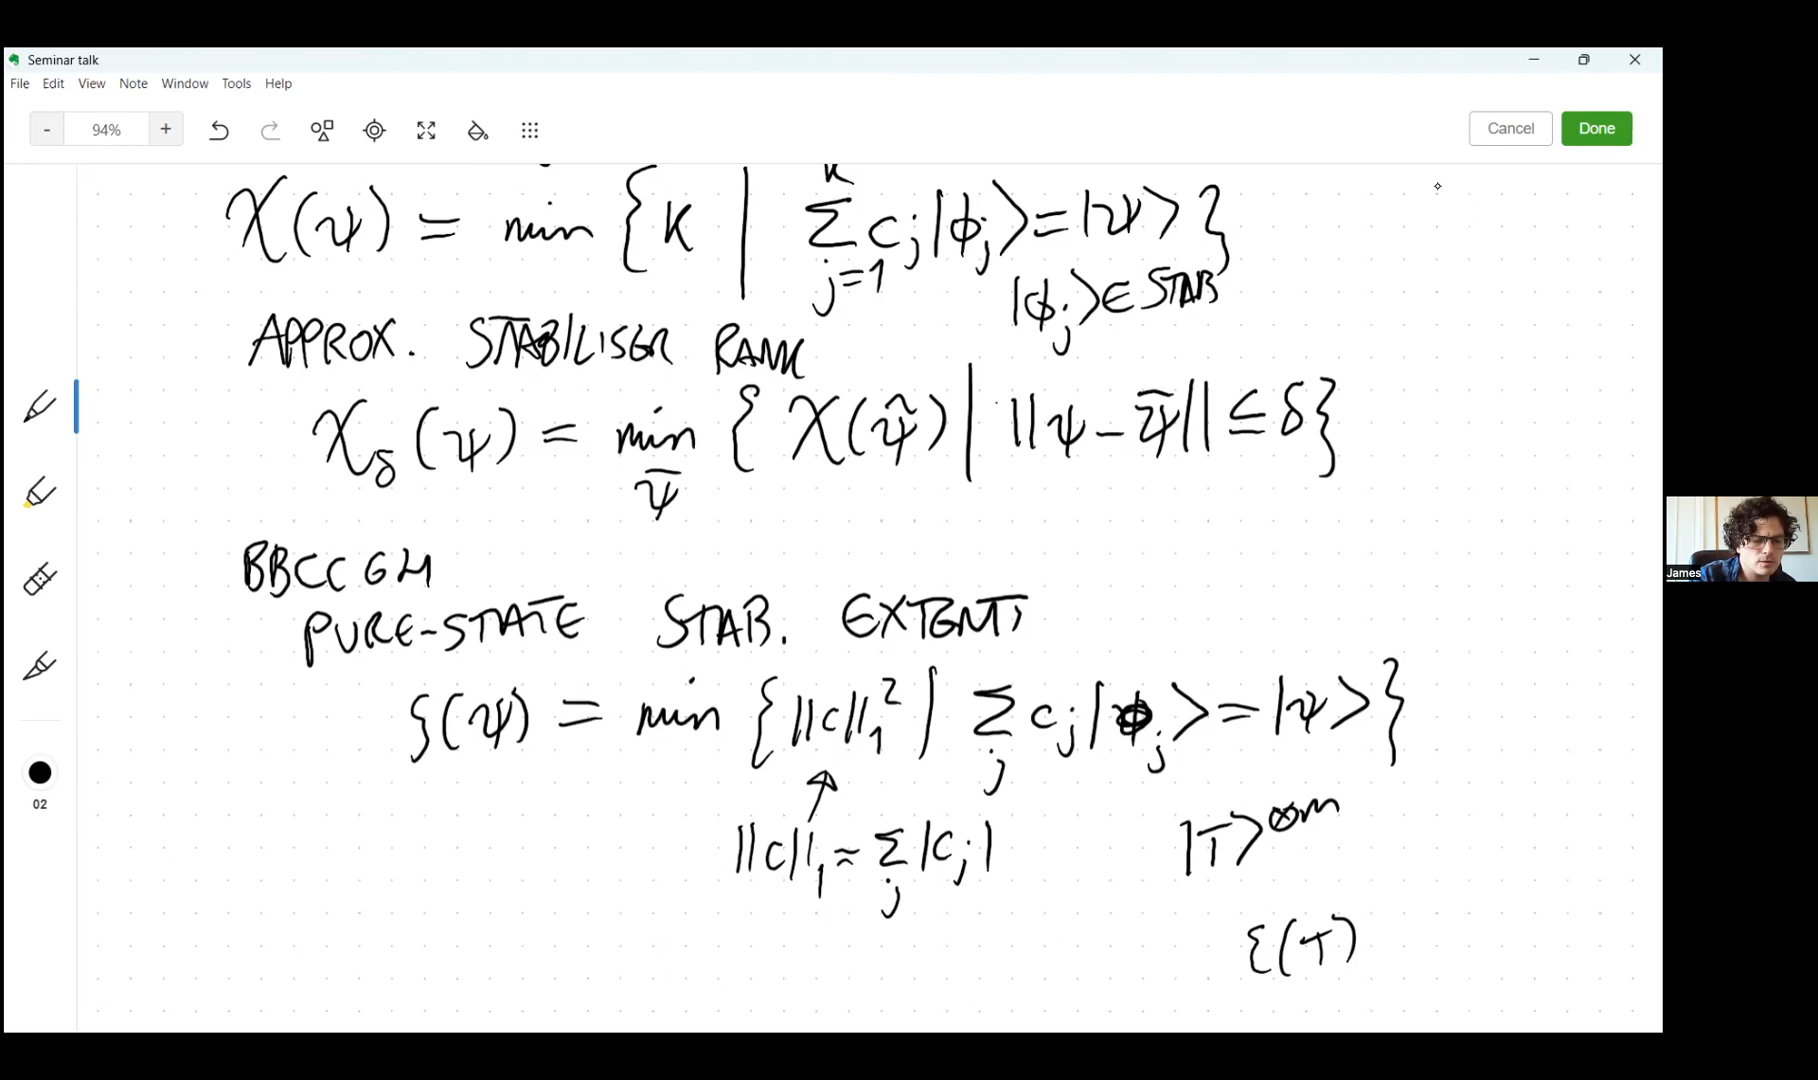 Seminar talk
File Edit View Note Window Tools Help
- 94% + Cancel Done
χ(ψ) = min { K | Σ_{j=1}^{K} c_j |ϕ_j⟩ = |ψ⟩ }
|ϕ_j⟩ ∈ STAB
APPROX. STABILISER RANK
χ_δ (ψ) = min_{ψ̃} { χ(ψ̃) | ||ψ - ψ̃|| ≤ δ }
BBCCGH
PURE-STATE STAB. EXTENT,
ξ(ψ) = min { ||c||_1^2 | Σ_j c_j |ϕ_j⟩ = |ψ⟩ }
||c||_1 = Σ_j |c_j|
|T⟩^{⊗m}
ξ(T)
02
James